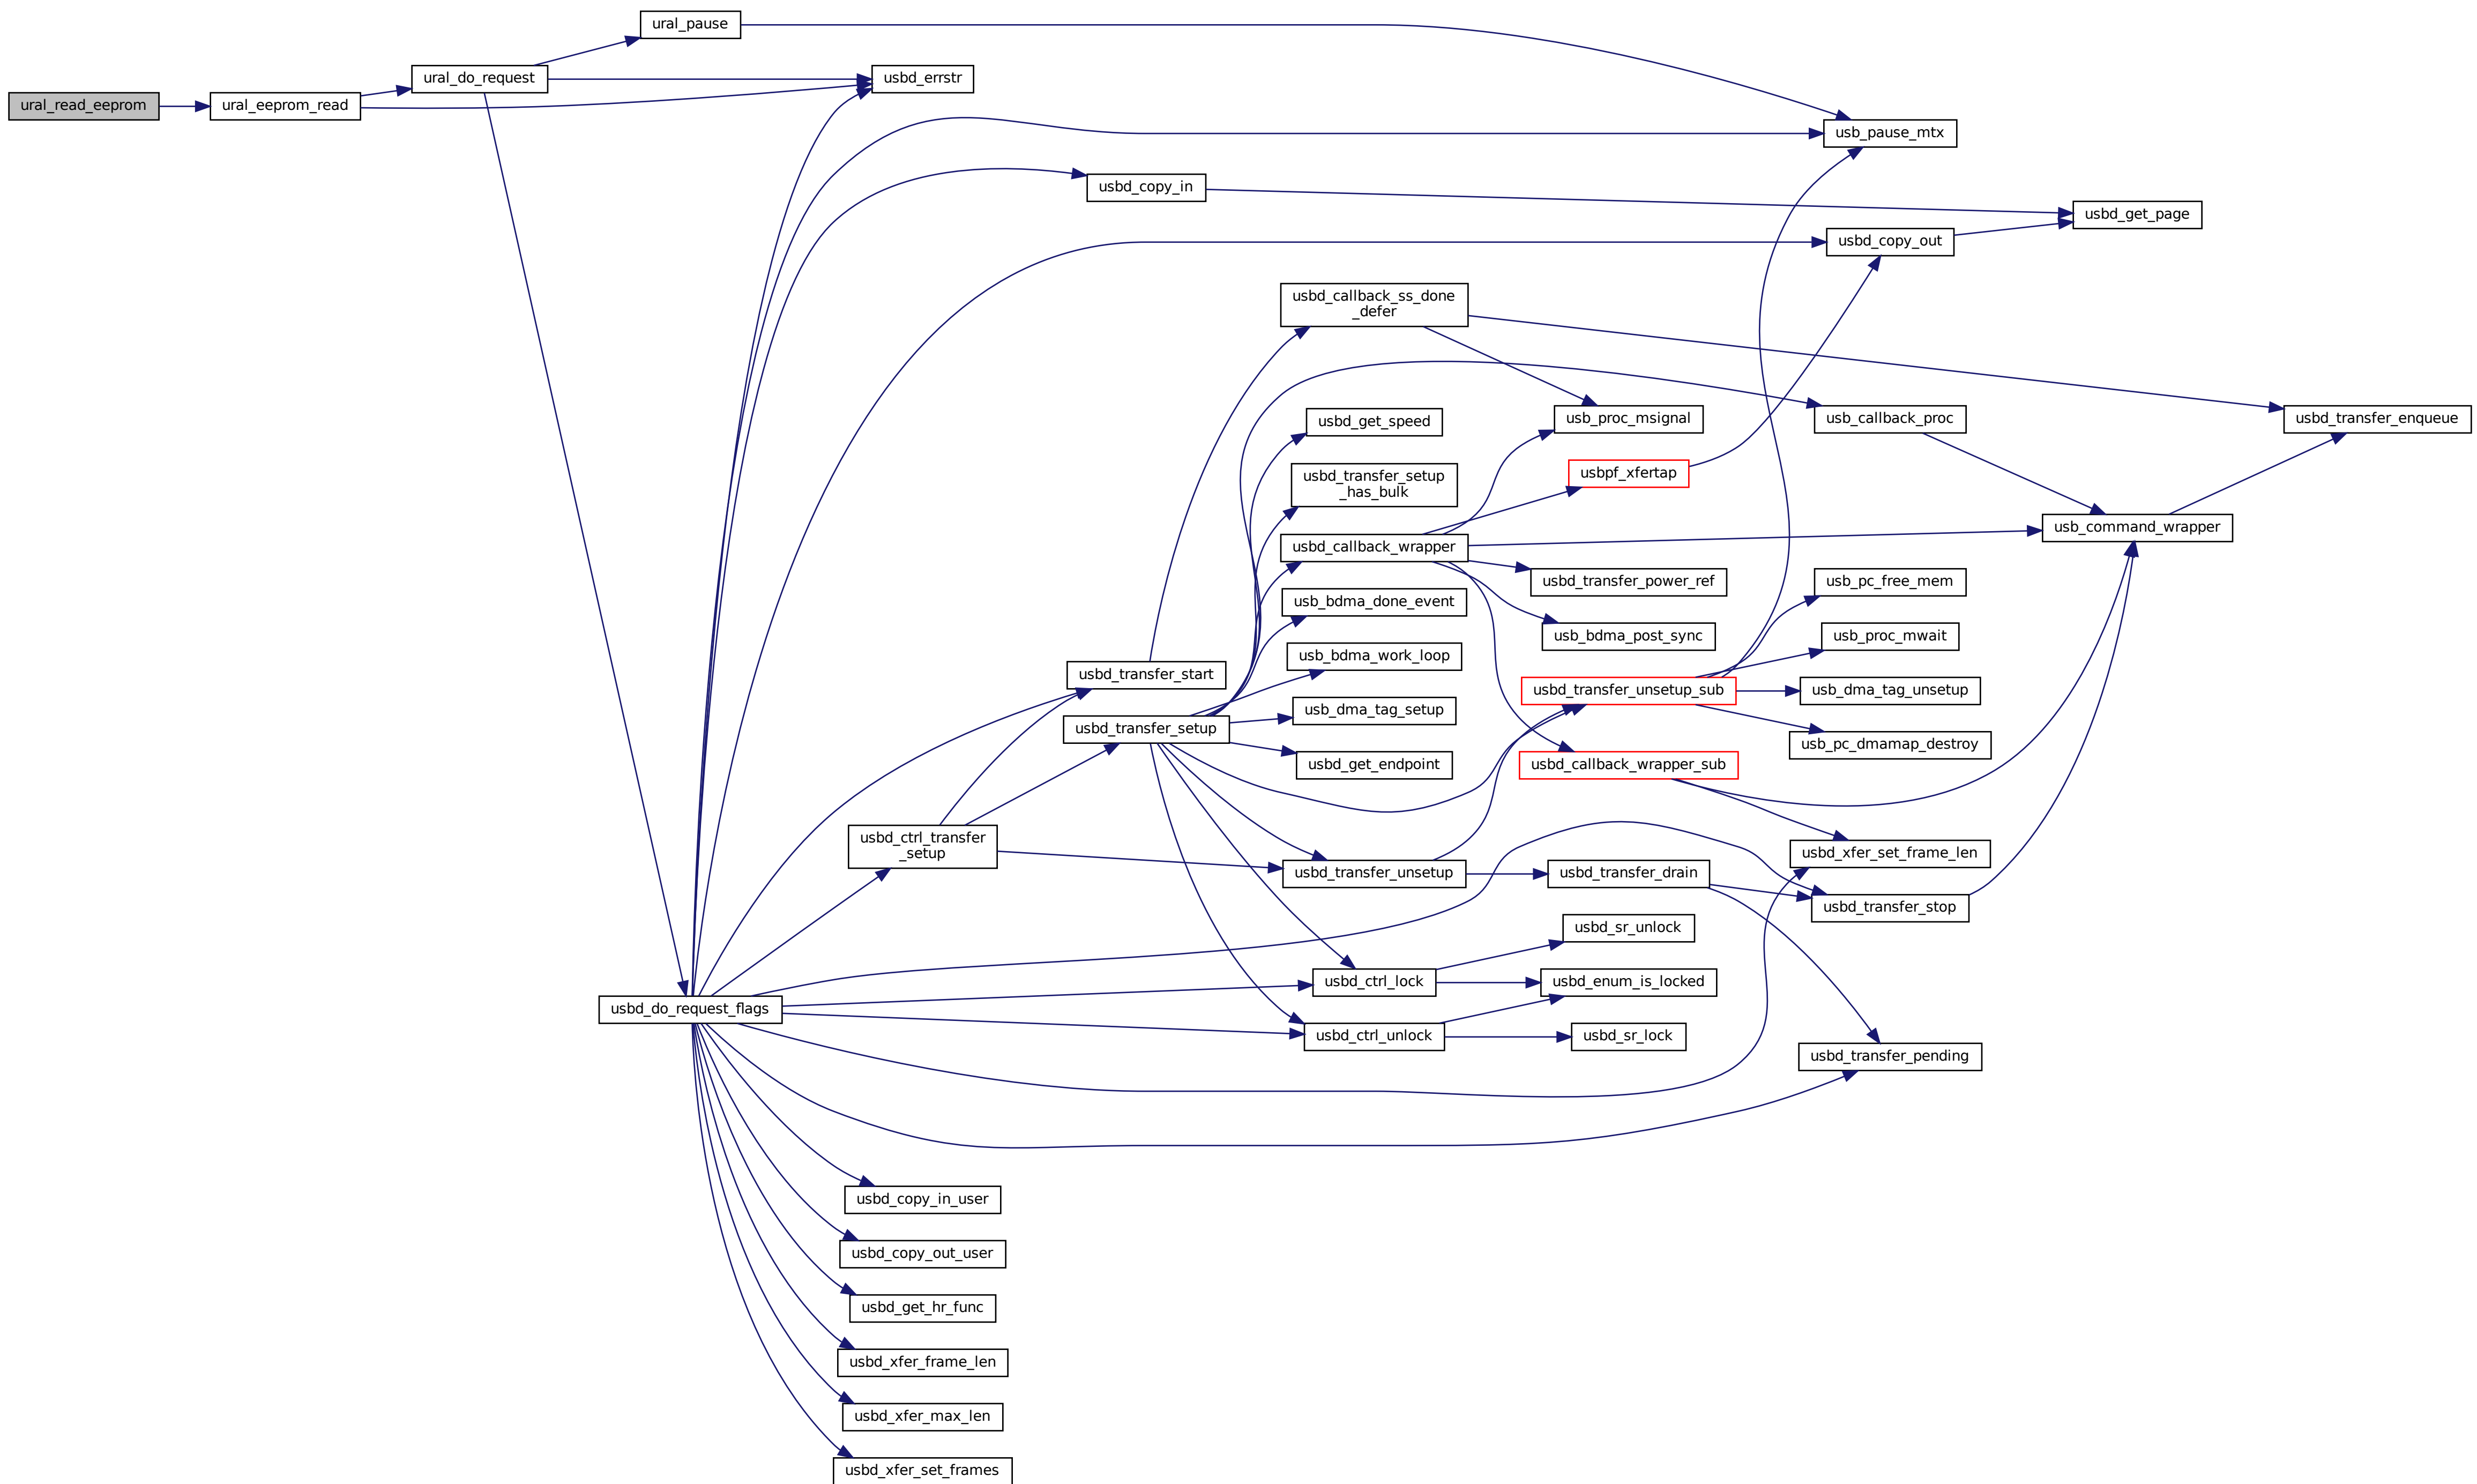 ural_pause
ural_do_request
usbd_errstr
ural_read_eeprom
ural_eeprom_read
usb_pause_mtx
usbd_copy_in
usbd_get_page
usbd_copy_out
usbd_callback_ss_done
_defer
usbd_get_speed
usb_proc_msignal
usb_callback_proc
usbd_transfer_enqueue
usbd_transfer_setup
_has_bulk
usbpf_xfertap
usb_command_wrapper
usbd_callback_wrapper
usbd_transfer_power_ref
usb_pc_free_mem
usb_bdma_done_event
usb_bdma_post_sync
usb_proc_mwait
usb_bdma_work_loop
usbd_transfer_start
usbd_transfer_unsetup_sub
usb_dma_tag_unsetup
usb_dma_tag_setup
usbd_transfer_setup
usb_pc_dmamap_destroy
usbd_get_endpoint
usbd_callback_wrapper_sub
usbd_ctrl_transfer
_setup
usbd_xfer_set_frame_len
usbd_transfer_unsetup
usbd_transfer_drain
usbd_transfer_stop
usbd_sr_unlock
usbd_ctrl_lock
usbd_enum_is_locked
usbd_do_request_flags
usbd_ctrl_unlock
usbd_sr_lock
usbd_transfer_pending
usbd_copy_in_user
usbd_copy_out_user
usbd_get_hr_func
usbd_xfer_frame_len
usbd_xfer_max_len
usbd_xfer_set_frames